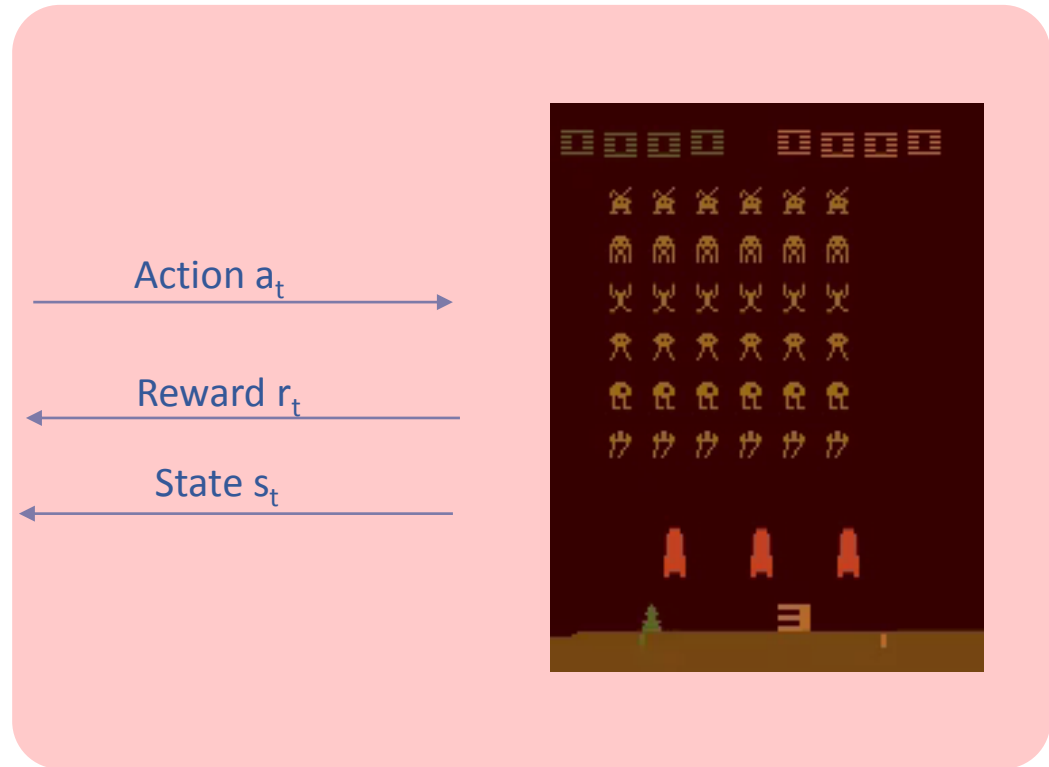 0000 0000
Action aₜ
Reward rₜ
State sₜ
3